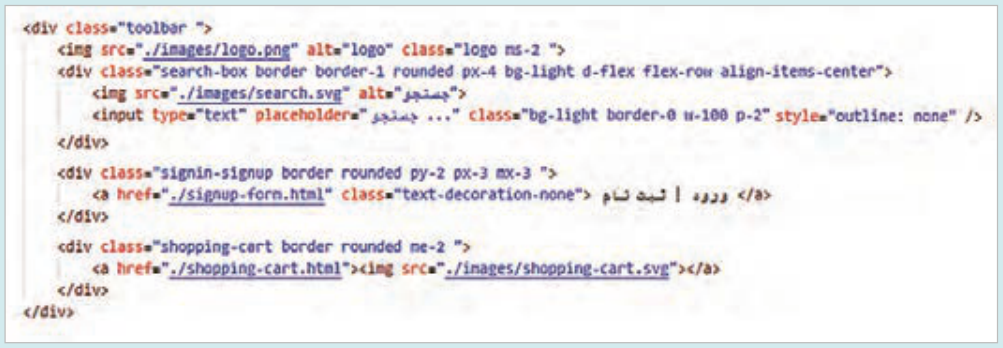 <div class="toolbar ">
<img src="./images/logo.png" alt="logo" class="logo ms-2 ">
<div class="search-box border border-1 rounded px-4 bg-light d-flex flex-row align-items-center">
<img src="./images/search.svg" alt="جستجو">
<input type="text" placeholder="جستجو ..." class="bg-light border-0 w-100 p-2" style="outline: none" />
</div>
<div class="signin-signup border rounded py-2 px-3 mx-3 ">
<a href="./signup-form.html" class="text-decoration-none"> ورود | ثبت نام </a>
</div>
<div class="shopping-cart border rounded me-2 ">
<a href="./shopping-cart.html"><img src="./images/shopping-cart.svg"></a>
</div>
</div>